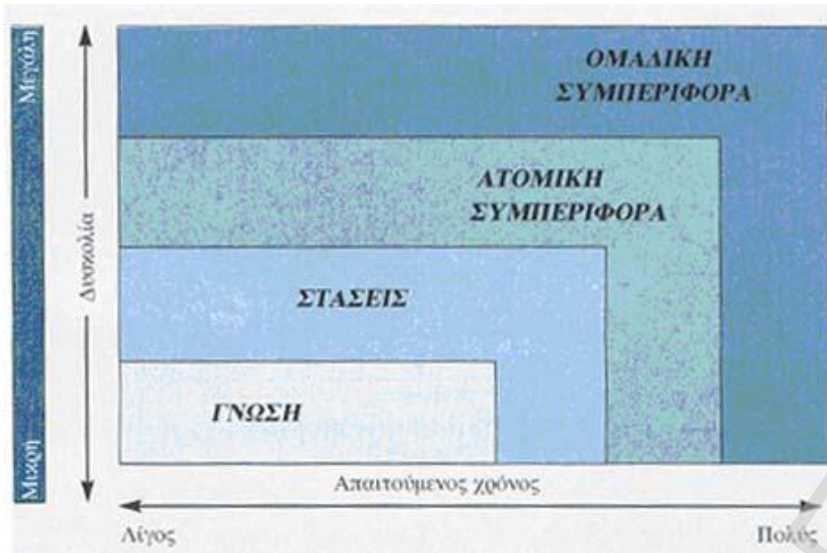 Μεγάλη
ΟΜΑΔΙΚΗ
ΣΥΜΠΕΡΙΦΟΡΑ
ΑΤΟΜΙΚΗ
ΣΥΜΠΕΡΙΦΟΡΑ
Δυσκολία
ΣΤΑΣΕΙΣ
ΓΝΩΣΗ
Μικρή
Απαιτούμενος χρόνος
Λίγος
Πολύς